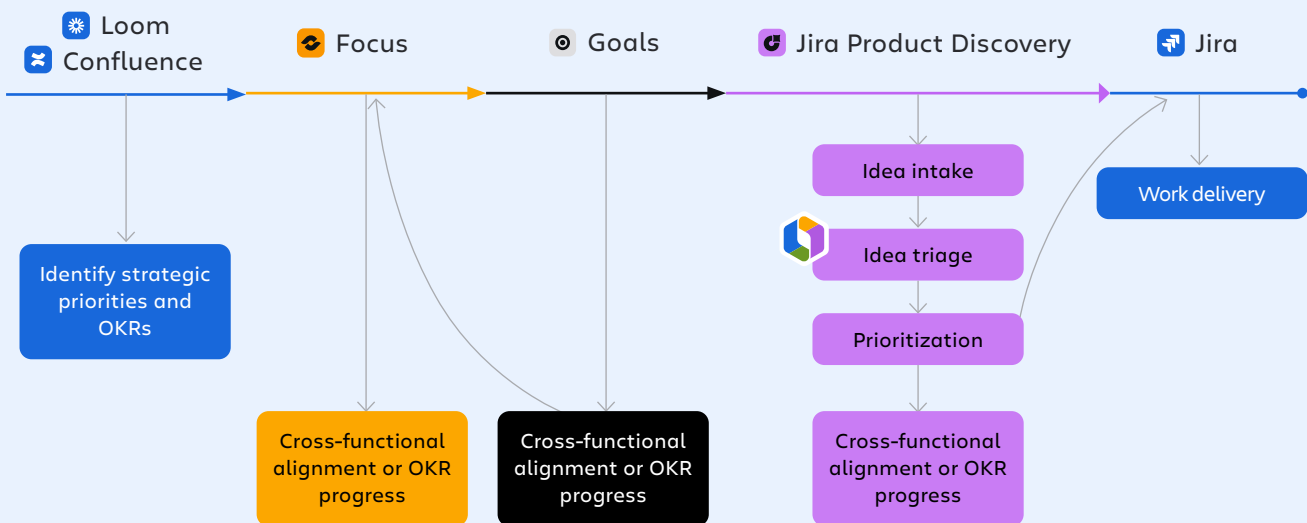 Loom
Confluence
Focus
Goals
Jira Product Discovery
Jira
Identify strategic
priorities and
OKRs
Cross-functional
alignment or OKR
progress
Cross-functional
alignment or OKR
progress
Idea intake
Idea triage
Prioritization
Cross-functional
alignment or OKR
progress
Work delivery